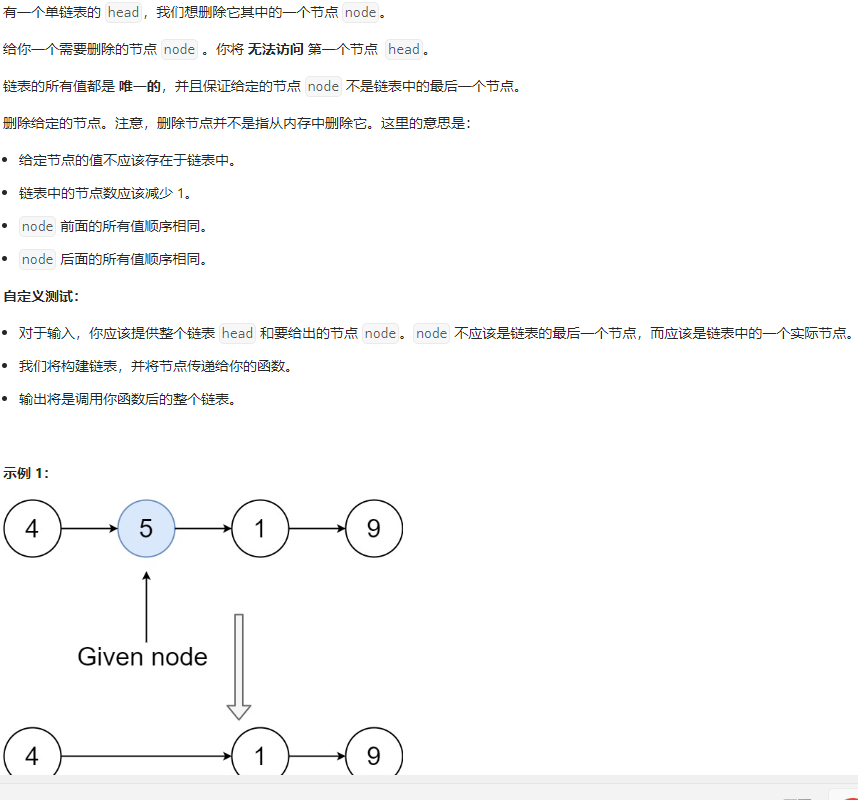 有一个单链表的 head，我们想删除它其中的一个节点 node。
给你一个需要删除的节点 node 。你将 无法访问 第一个节点 head。
链表的所有值都是 唯一的，并且保证给定的节点 node 不是链表中的最后一个节点。
删除给定的节点。注意，删除节点并不是指从内存中删除它。这里的意思是：
• 给定节点的值不应该存在于链表中。
• 链表中的节点数应该减少 1。
• node 前面的所有值顺序相同。
• node 后面的所有值顺序相同。
自定义测试：
• 对于输入，你应该提供整个链表 head 和要给出的节点 node。node 不应该是链表的最后一个节点，而应该是链表中的一个实际节点。
• 我们将构建链表，并将节点传递给你的函数。
• 输出将是调用你函数后的整个链表。
示例 1：
4 5 1 9
Given node
4 1 9